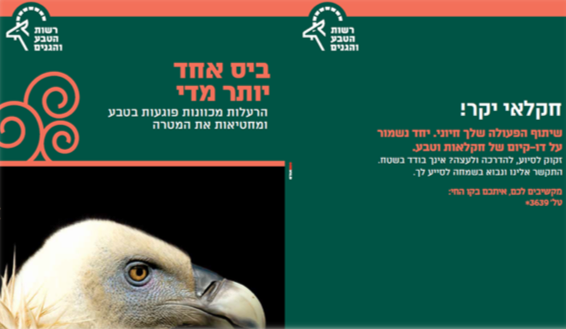 רשות
הטבע
והגנים
ביס אחד
יותר מדי
הרעלות מכוונות פוגעות בטבע
ומחטיאות את המטרה
רשות
הטבע
והגנים
חקלאי יקר!
שיתוף הפעולה שלך חיוני. יחד נשמור
על דו-קיום של חקלאות וטבע.
זקוק לסיוע, להדרכה ולעצה? אינך בודד בשטח.
התקשר אלינו ונבוא בשמחה לסייע לך.
מקשיבים לכם, איתכם בקו החי:
טל' 3639*